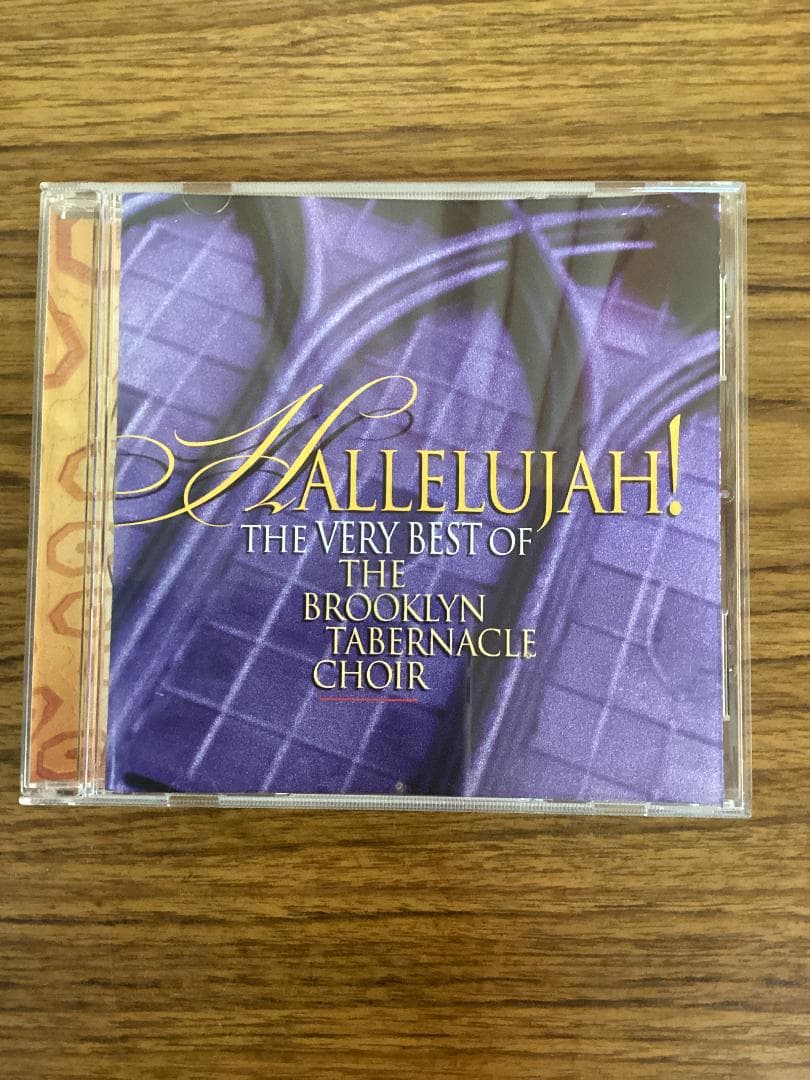 HALLELUJAH!
THE VERY BEST OF
THE
BROOKLYN
TABERNACLE
CHOIR